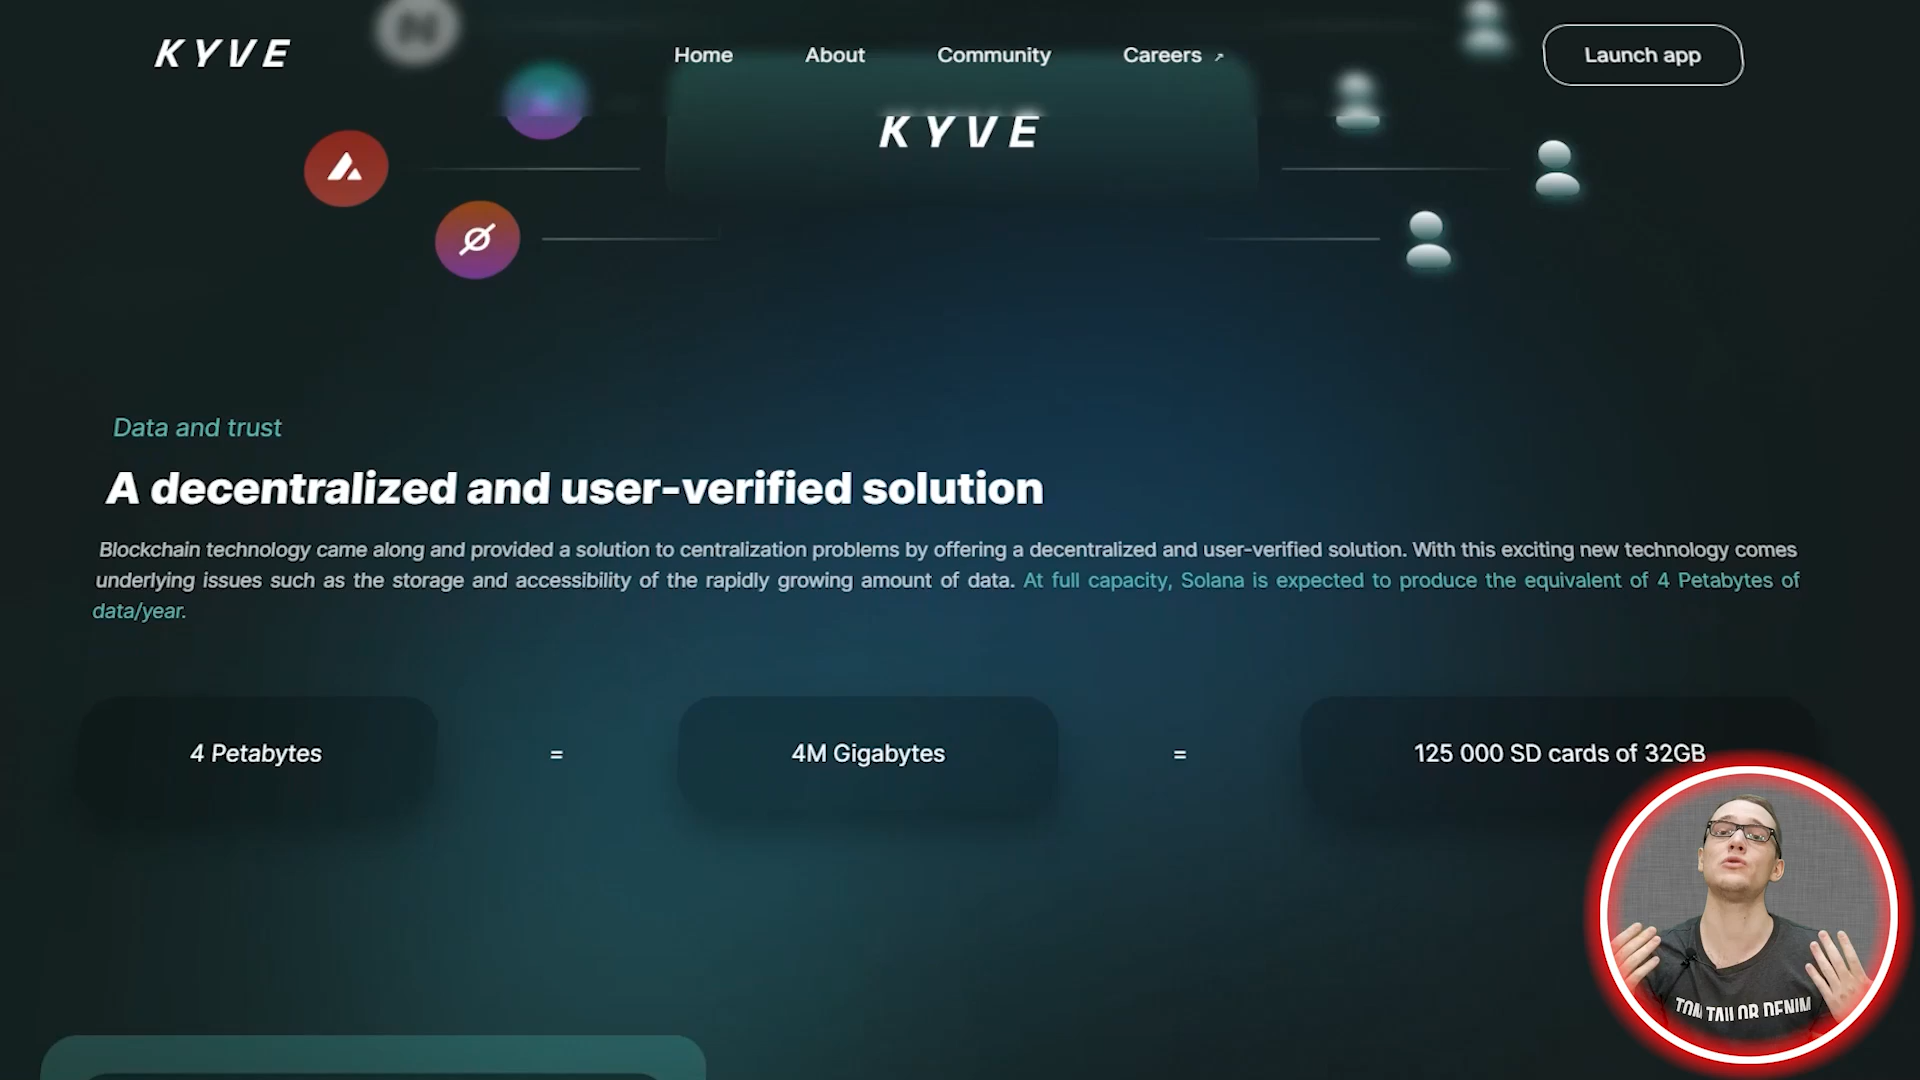 KYVE
Home
About
Community
Careers ↗
Launch app
KYVE
Data and trust
A decentralized and user-verified solution
Blockchain technology came along and provided a solution to centralization problems by offering a decentralized and user-verified solution. With this exciting new technology comes
underlying issues such as the storage and accessibility of the rapidly growing amount of data. At full capacity, Solana is expected to produce the equivalent of 4 Petabytes of
data/year.
4 Petabytes
=
4M Gigabytes
=
125 000 SD cards of 32GB
TOM TAILOR DENIM